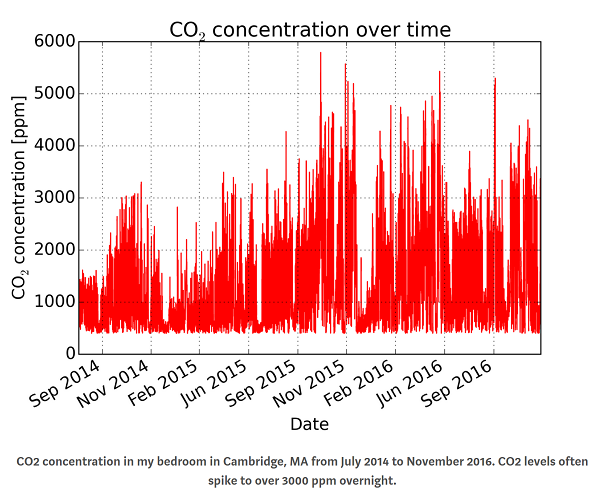 CO₂ concentration over time
6000
5000
4000
3000
2000
1000
0
CO₂ concentration [ppm]
Sep 2014
Nov 2014
Feb 2015
Jun 2015
Sep 2015
Nov 2015
Feb 2016
Jun 2016
Sep 2016
Date
CO2 concentration in my bedroom in Cambridge, MA from July 2014 to November 2016. CO2 levels often
spike to over 3000 ppm overnight.